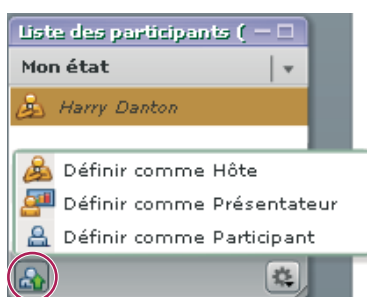 Liste des participants (
Mon état
Harry Danton
Définir comme Hôte
Définir comme Présentateur
Définir comme Participant